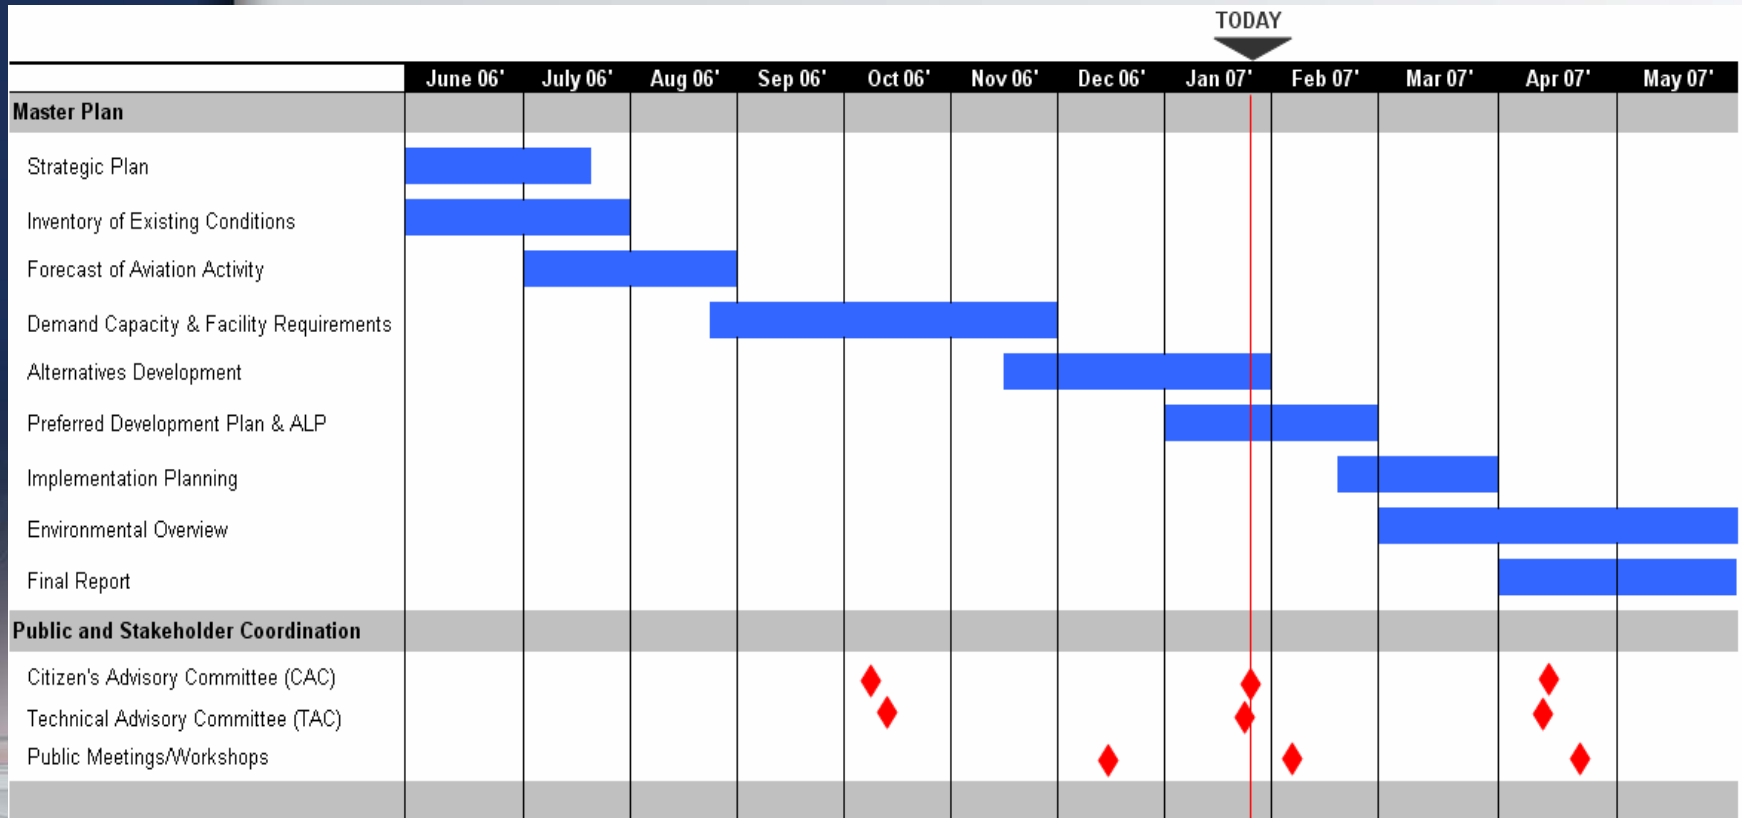 TODAY
June 06' July 06' Aug 06' Sep 06' Oct 06' Nov 06' Dec 06' Jan 07' Feb 07' Mar 07' Apr 07' May 07'
Master Plan
Strategic Plan
Inventory of Existing Conditions
Forecast of Aviation Activity
Demand Capacity & Facility Requirements
Alternatives Development
Preferred Development Plan & ALP
Implementation Planning
Environmental Overview
Final Report
Public and Stakeholder Coordination
Citizen's Advisory Committee (CAC)
Technical Advisory Committee (TAC)
Public Meetings/Workshops